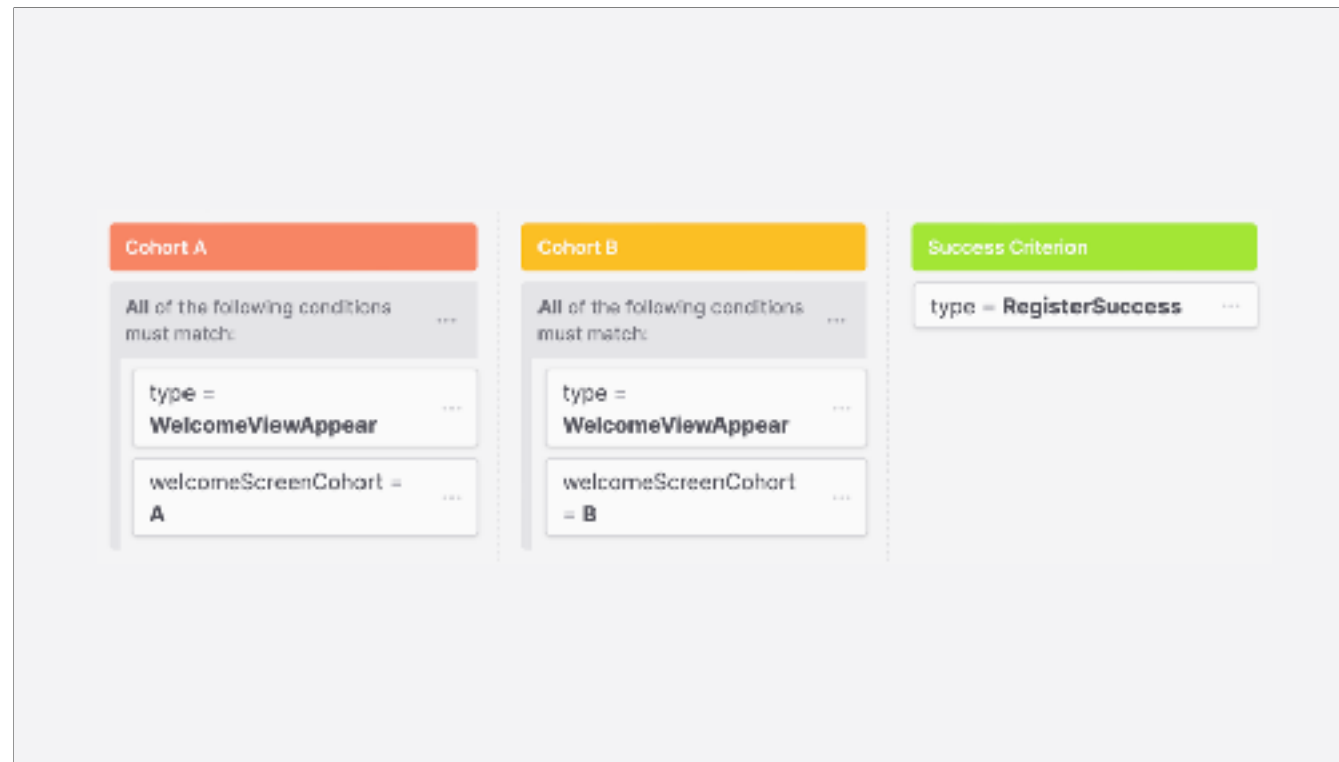 Cohort A
All of the following conditions
must match:
type =
WelcomeViewAppear
welcomeScreenCohort =
A
Cohort B
All of the following conditions
must match:
type =
WelcomeViewAppear
welcomeScreenCohort
= B
Success Criterion
type = RegisterSuccess